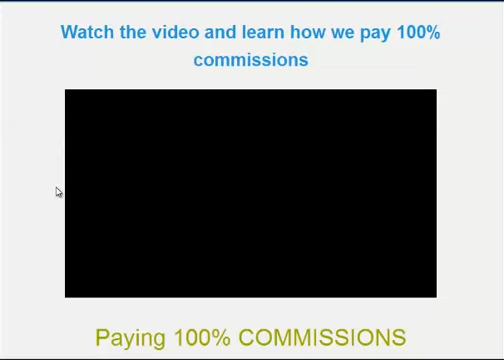 Watch the video and learn how we pay 100%
commissions
Paying 100% COMMISSIONS